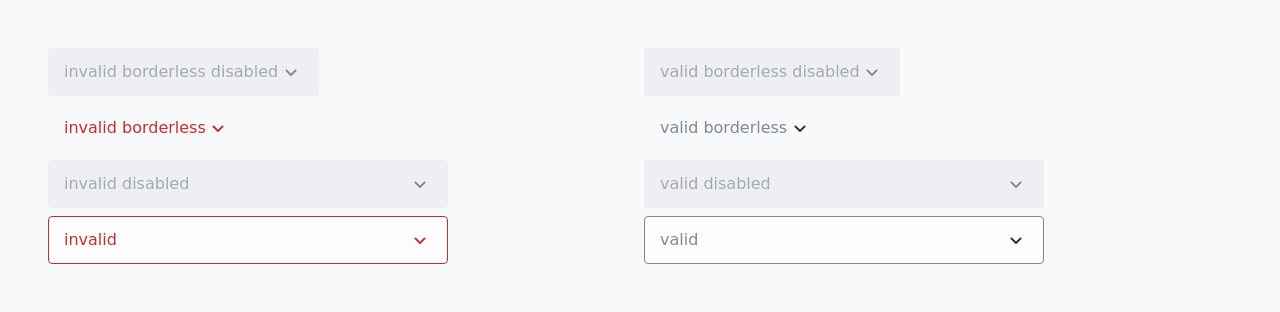 invalid borderless disabled
valid borderless disabled
invalid borderless
valid borderless
invalid disabled
valid disabled
invalid
valid